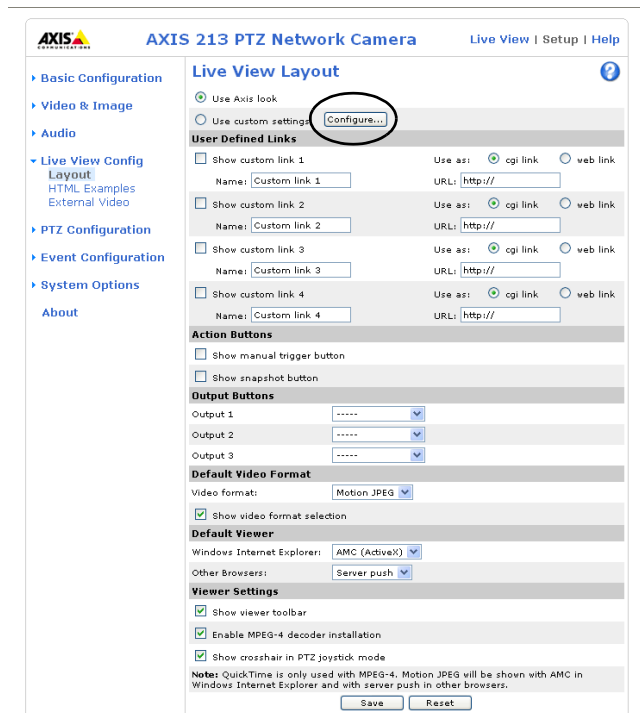 AXIS
COMMUNICATIONS
AXIS 213 PTZ Network Camera
Live View | Setup | Help
Basic Configuration
Video & Image
Audio
Live View Config
Layout
HTML Examples
External Video
PTZ Configuration
Event Configuration
System Options
About
Live View Layout
?
Use Axis look
Use custom settings Configure...
User Defined Links
Show custom link 1 Use as: cgi link web link
Name: Custom link 1 URL: http://
Show custom link 2 Use as: cgi link web link
Name: Custom link 2 URL: http://
Show custom link 3 Use as: cgi link web link
Name: Custom link 3 URL: http://
Show custom link 4 Use as: cgi link web link
Name: Custom link 4 URL: http://
Action Buttons
Show manual trigger button
Show snapshot button
Output Buttons
Output 1 -----
Output 2 -----
Output 3 -----
Default Video Format
Video format: Motion JPEG
Show video format selection
Default Viewer
Windows Internet Explorer: AMC (ActiveX)
Other Browsers: Server push
Viewer Settings
Show viewer toolbar
Enable MPEG-4 decoder installation
Show crosshair in PTZ joystick mode
Note: QuickTime is only used with MPEG-4. Motion JPEG will be shown with AMC in
Windows Internet Explorer and with server push in other browsers.
Save Reset